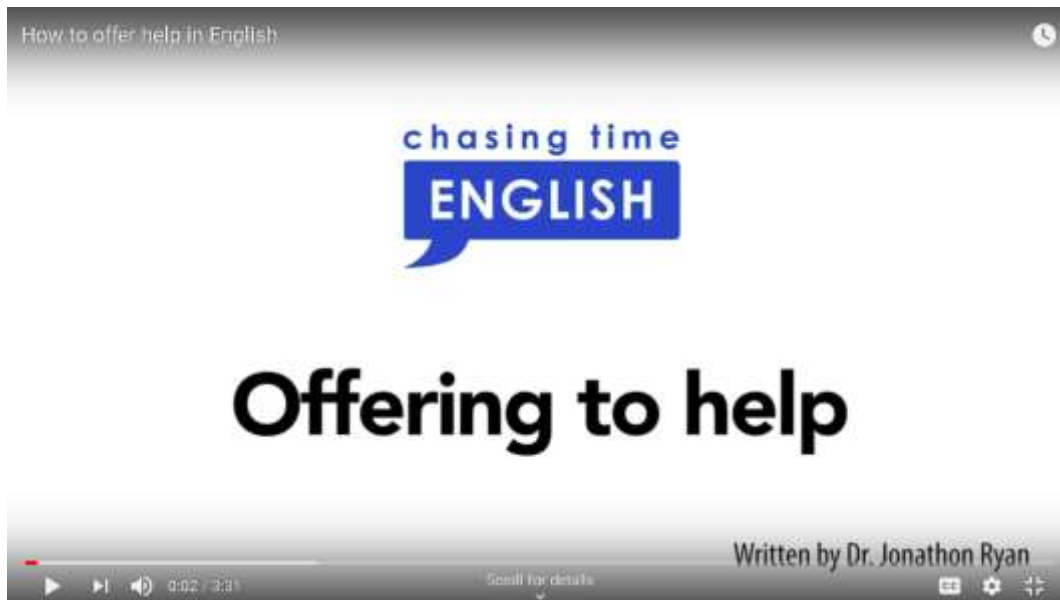 How to offer help in English
chasing time
ENGLISH
Offering to help
Written by Dr. Jonathon Ryan
0:02 / 3:31
Scroll for details
CC